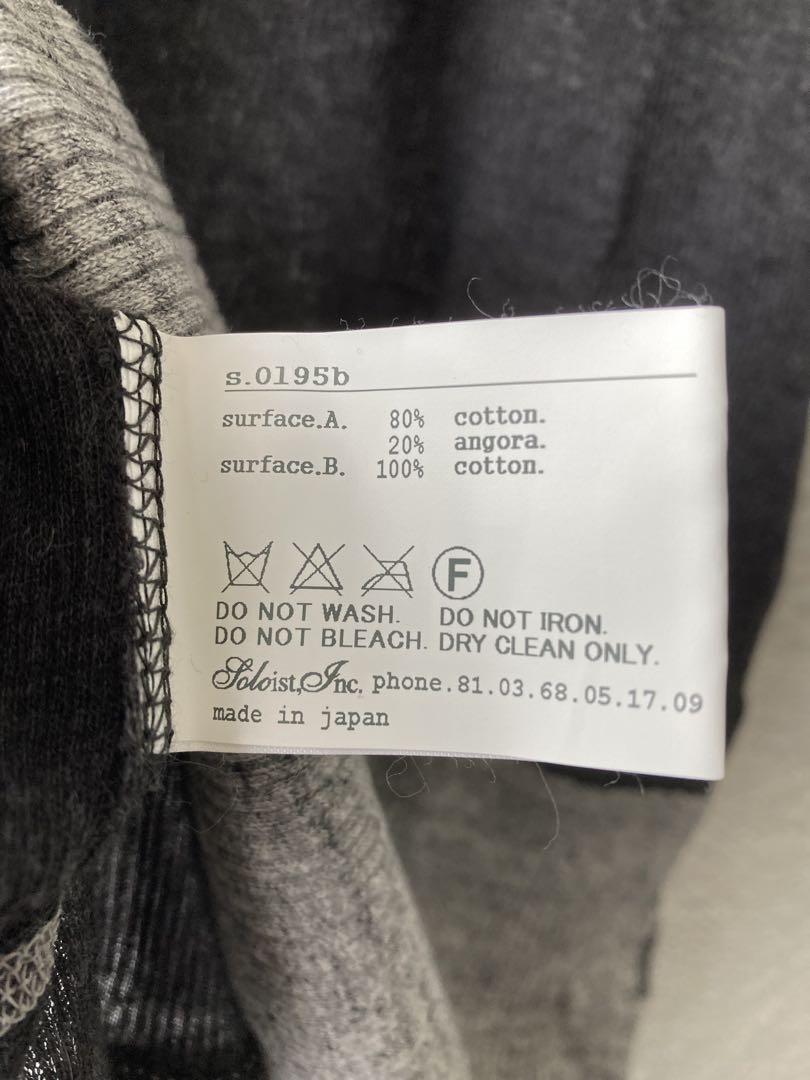 s.0195b
surface.A. 80% cotton.
20% angora.
surface.B. 100% cotton.
F
DO NOT WASH. DO NOT IRON.
DO NOT BLEACH. DRY CLEAN ONLY.
Soloist,Inc. phone.81.03.68.05.17.09
made in japan